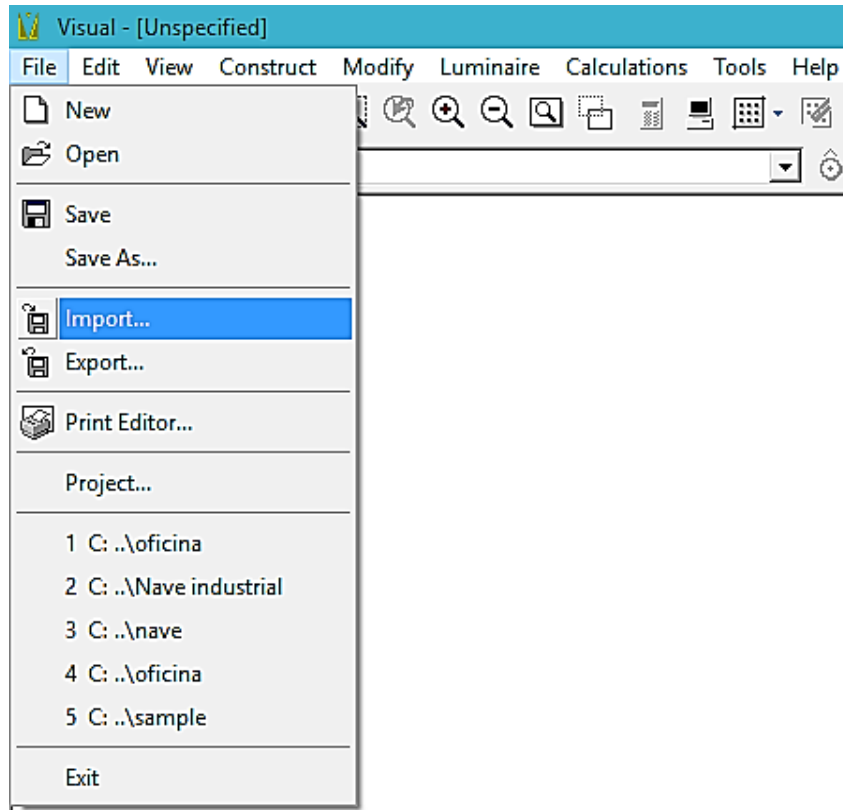 Visual - [Unspecified]
File Edit View Construct Modify Luminaire Calculations Tools Help
New
Open
Save
Save As...
Import...
Export...
Print Editor...
Project...
1 C: ..\oficina
2 C: ..\Nave industrial
3 C: ..\nave
4 C: ..\oficina
5 C: ..\sample
Exit